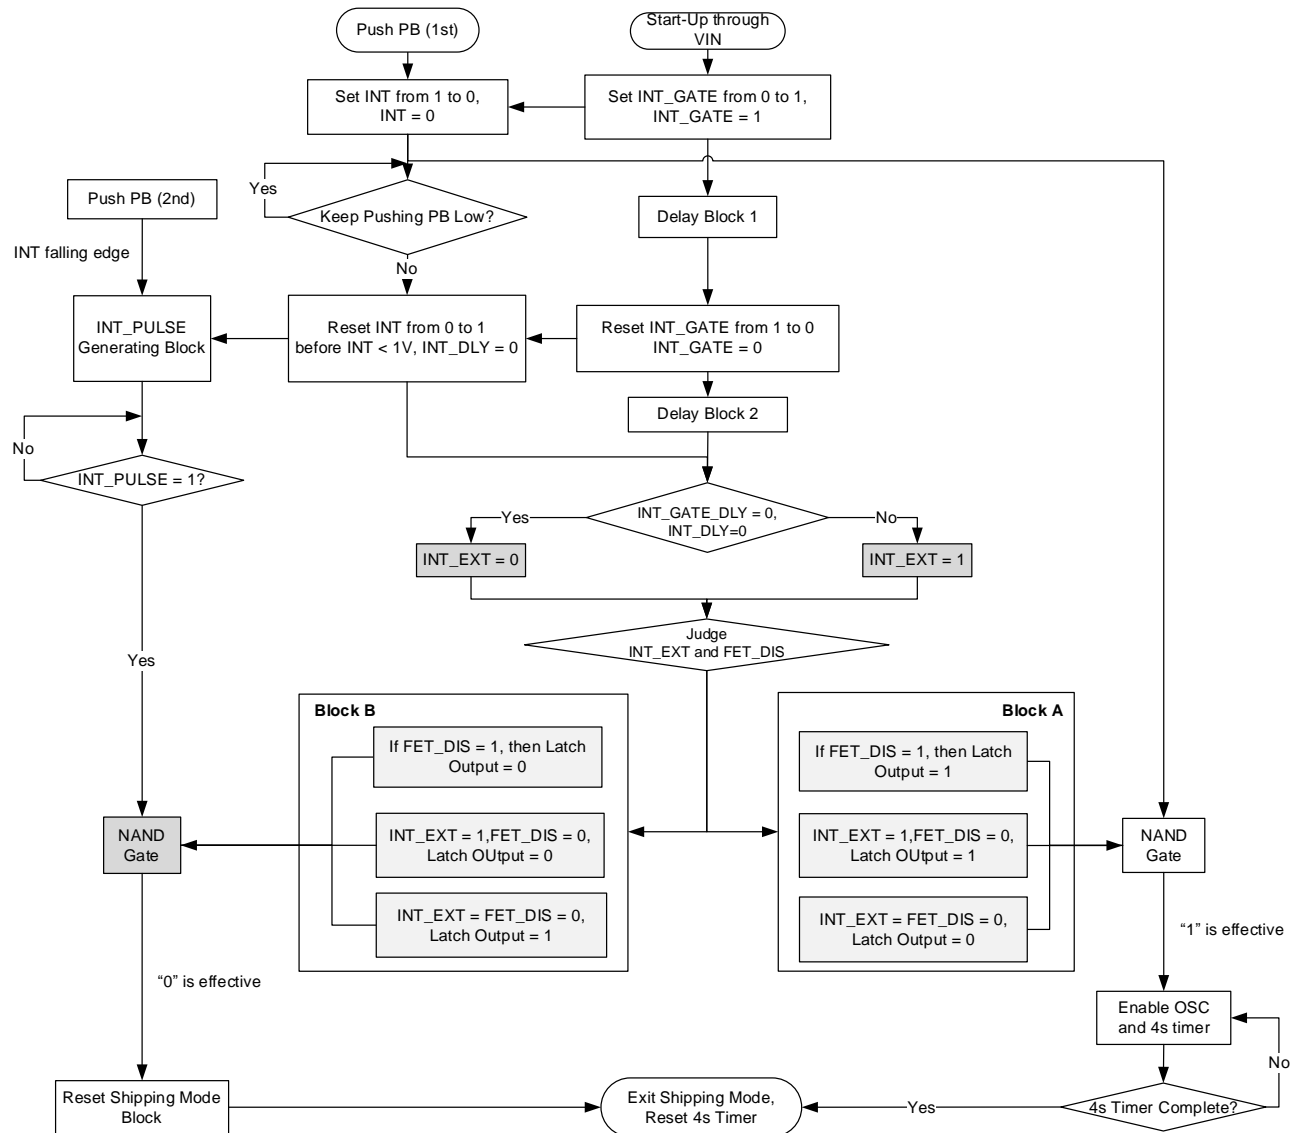 Push PB (1st)
Start-Up through
VIN
Set INT from 1 to 0,
INT = 0
Set INT_GATE from 0 to 1,
INT_GATE = 1
Yes
Push PB (2nd)
Keep Pushing PB Low?
Delay Block 1
INT falling edge
No
INT_PULSE
Generating Block
Reset INT from 0 to 1
before INT < 1V, INT_DLY = 0
Reset INT_GATE from 1 to 0
INT_GATE = 0
Delay Block 2
No
INT_PULSE = 1?
INT_GATE_DLY = 0,
INT_DLY=0
Yes
No
INT_EXT = 0
INT_EXT = 1
Judge
INT_EXT and FET_DIS
Yes
Block B
Block A
If FET_DIS = 1, then Latch
Output = 0
If FET_DIS = 1, then Latch
Output = 1
NAND
Gate
INT_EXT = 1,FET_DIS = 0,
Latch OUtput = 0
INT_EXT = 1,FET_DIS = 0,
Latch OUtput = 1
NAND
Gate
INT_EXT = FET_DIS = 0,
Latch Output = 1
INT_EXT = FET_DIS = 0,
Latch Output = 0
“1” is effective
“0” is effective
Enable OSC
and 4s timer
No
Reset Shipping Mode
Block
Exit Shipping Mode,
Reset 4s Timer
Yes
4s Timer Complete?